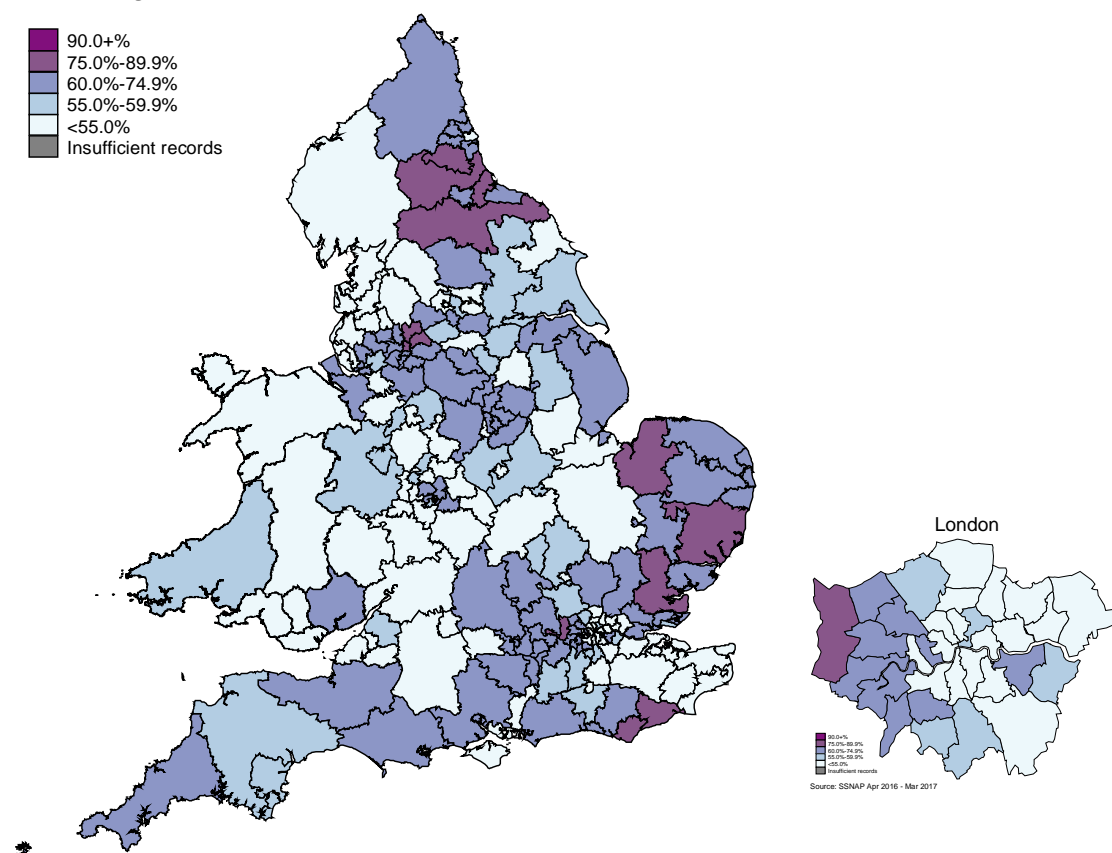 90.0+%
75.0%-89.9%
60.0%-74.9%
55.0%-59.9%
<55.0%
Insufficient records
London
90.0+%
75.0%-89.9%
60.0%-74.9%
55.0%-59.9%
<55.0%
Insufficient records
Source: SSNAP Apr 2016 - Mar 2017